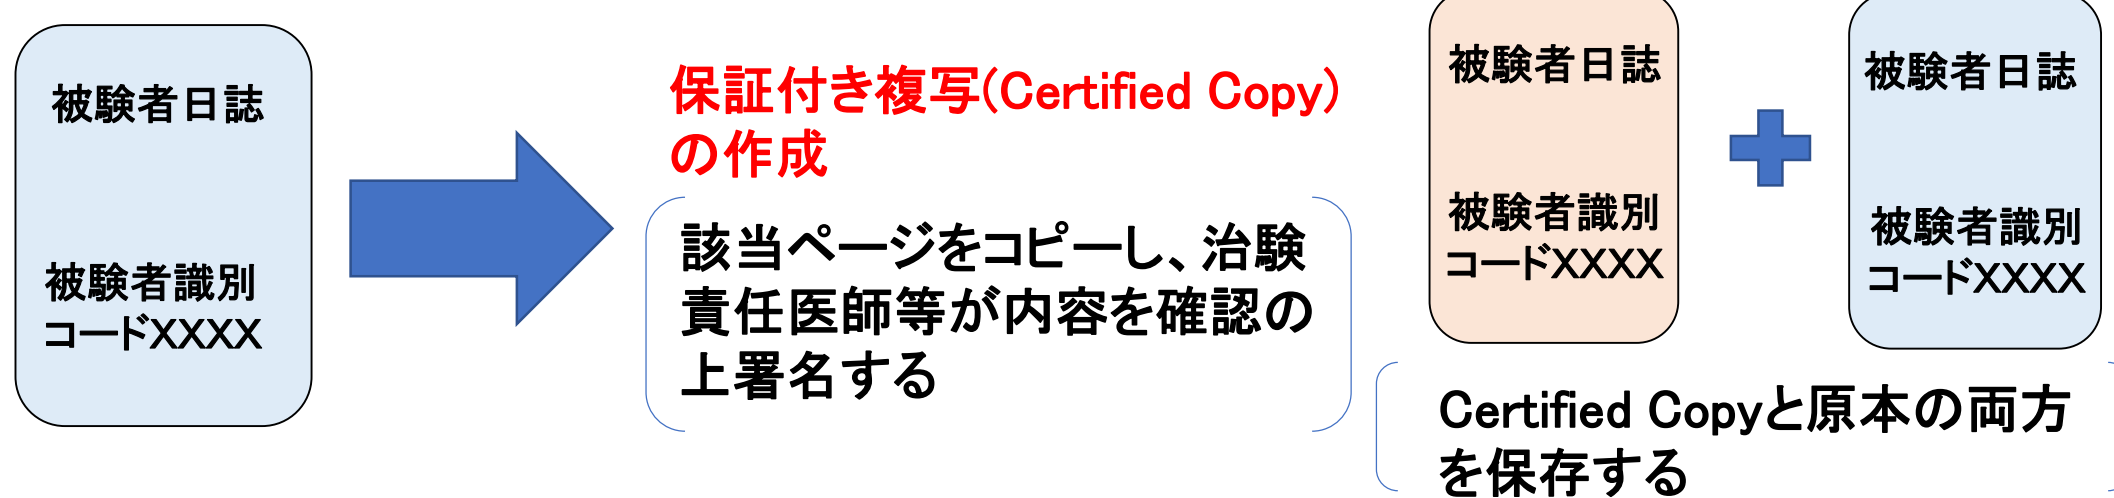 被験者日誌
被験者識別
コードXXXX
保証付き複写(Certified Copy)
の作成
該当ページをコピーし、治験
責任医師等が内容を確認の
上署名する
被験者日誌
被験者識別
コードXXXX
被験者日誌
被験者識別
コードXXXX
Certified Copyと原本の両方
を保存する